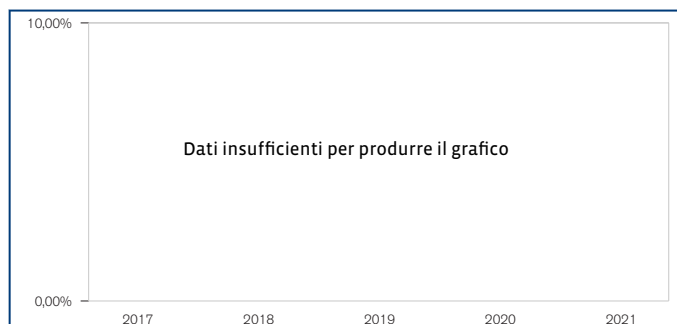 10,00%
Dati insufficienti per produrre il grafico
0,00%
2017 2018 2019 2020 2021